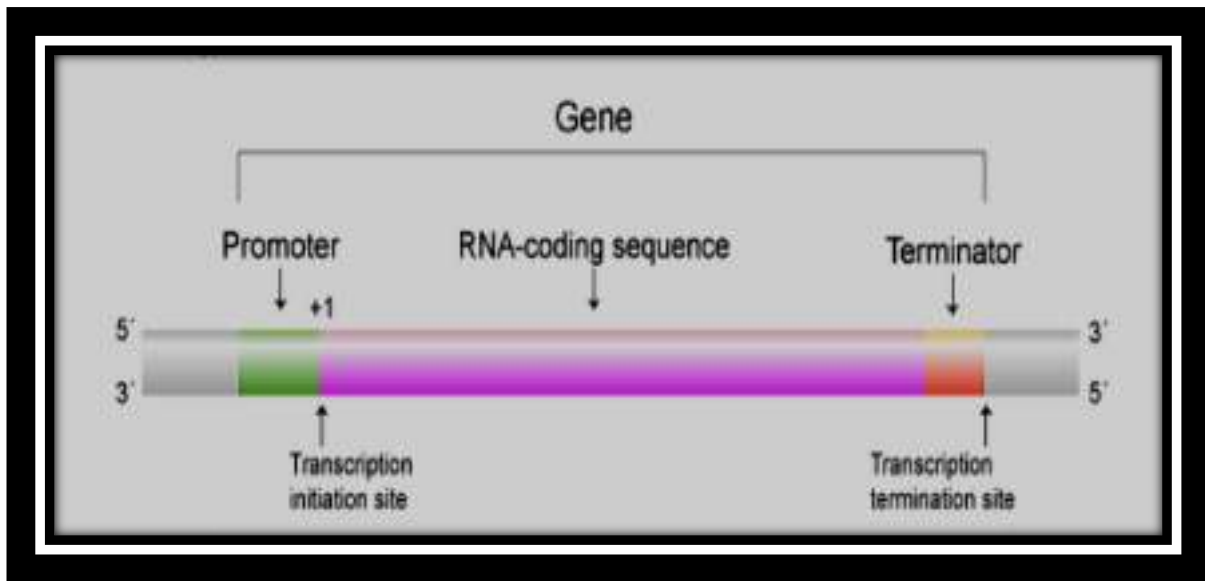 Gene
Promoter
RNA-coding sequence
Terminator
+1
5´
3´
3´
5´
Transcription
initiation site
Transcription
termination site